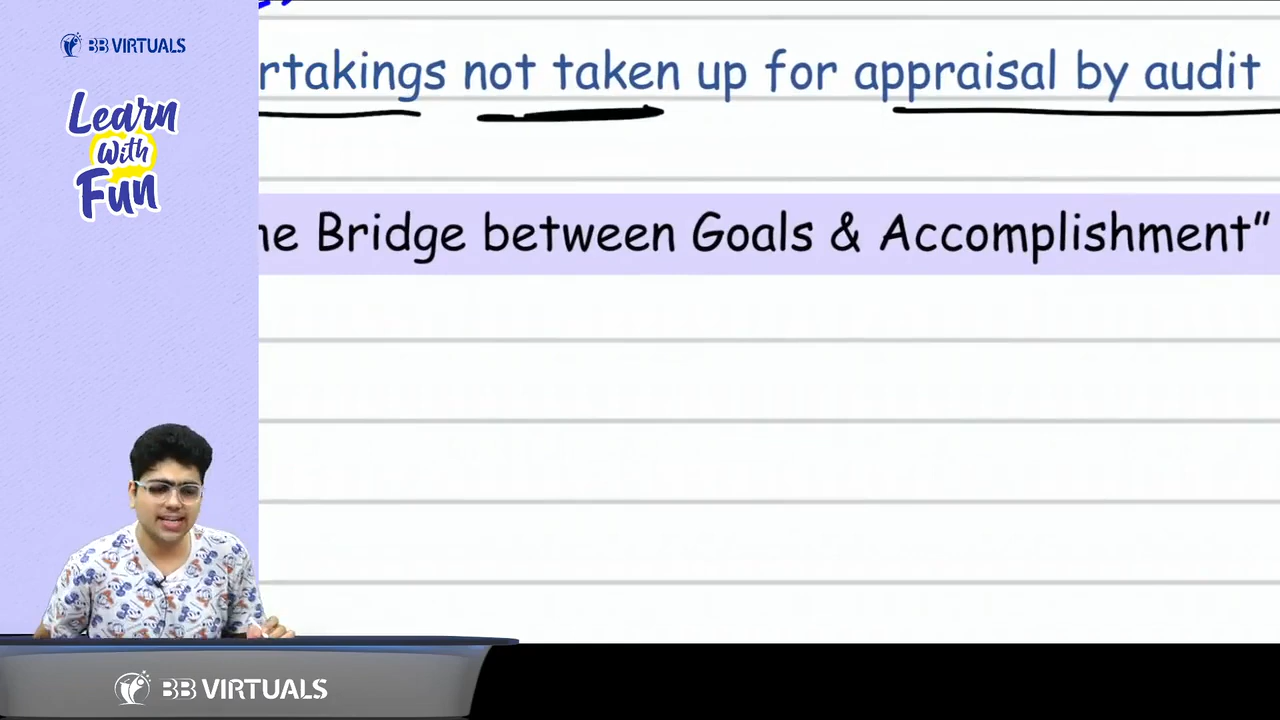 BB VIRTUALS
Learn
With
Fun
rtakings not taken up for appraisal by audit
ne Bridge between Goals & Accomplishment”
BB VIRTUALS